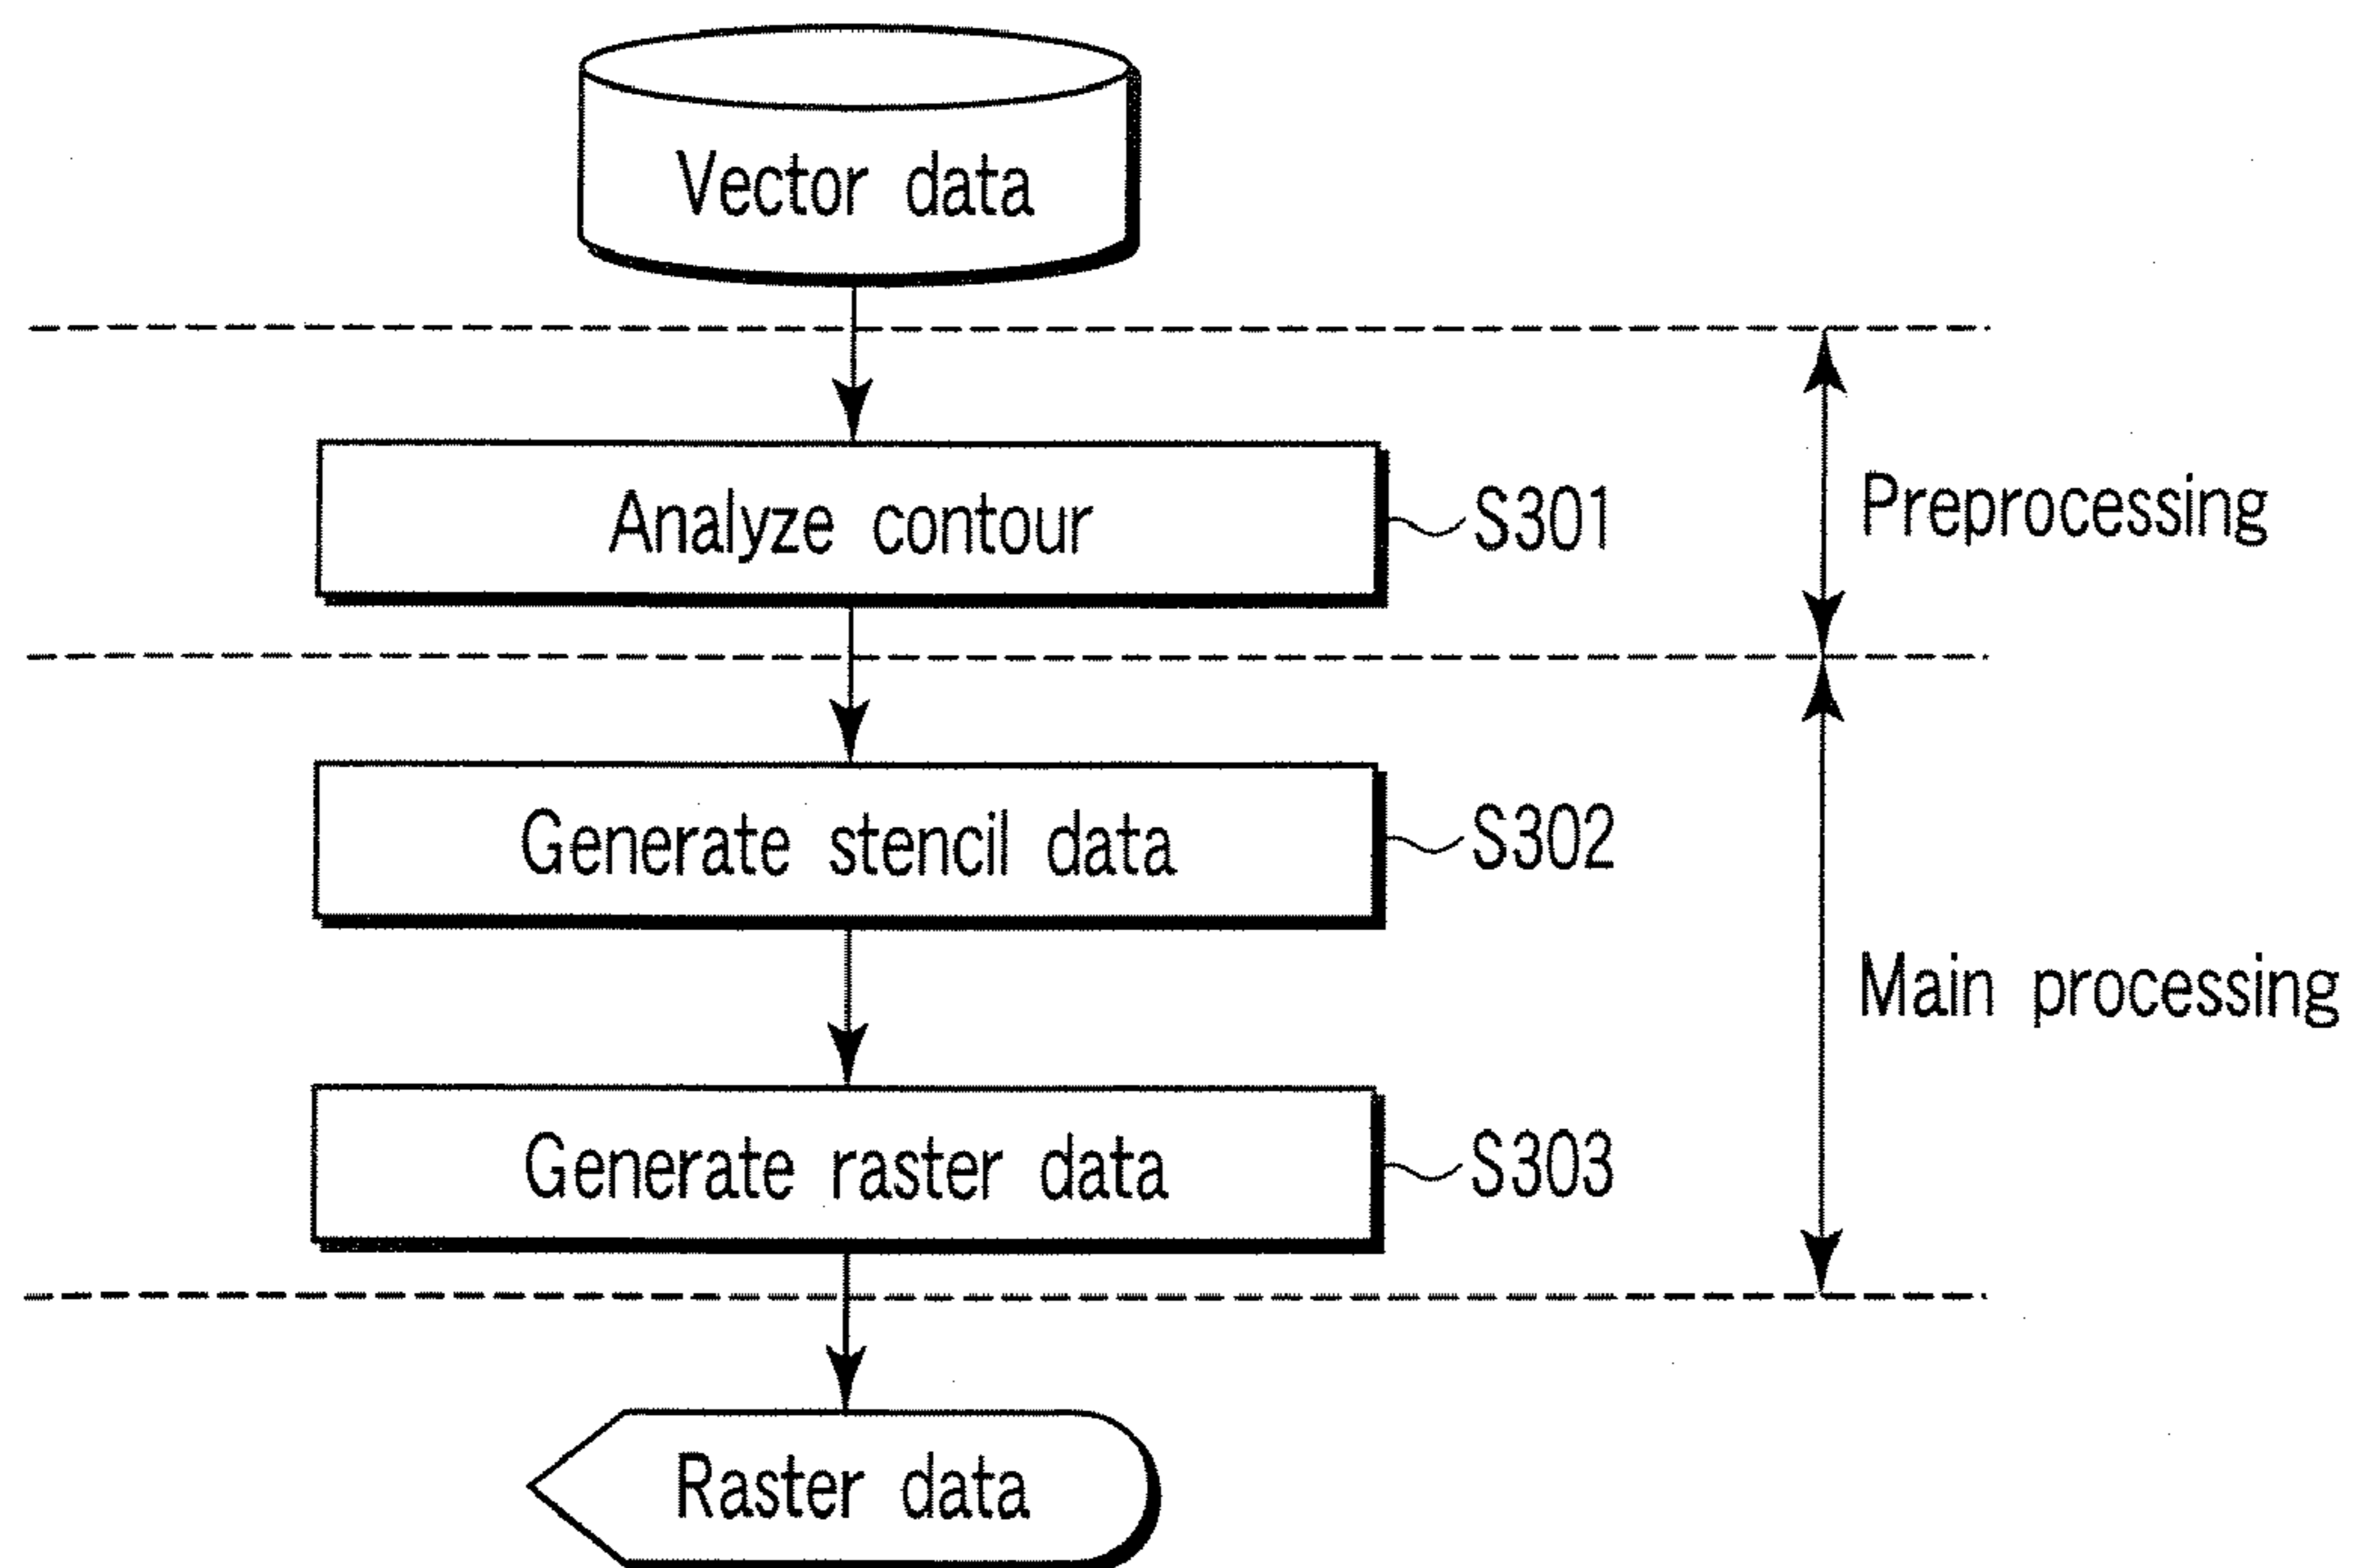 Vector data
Analyze contour
S301
Preprocessing
Generate stencil data
S302
Main processing
Generate raster data
S303
Raster data